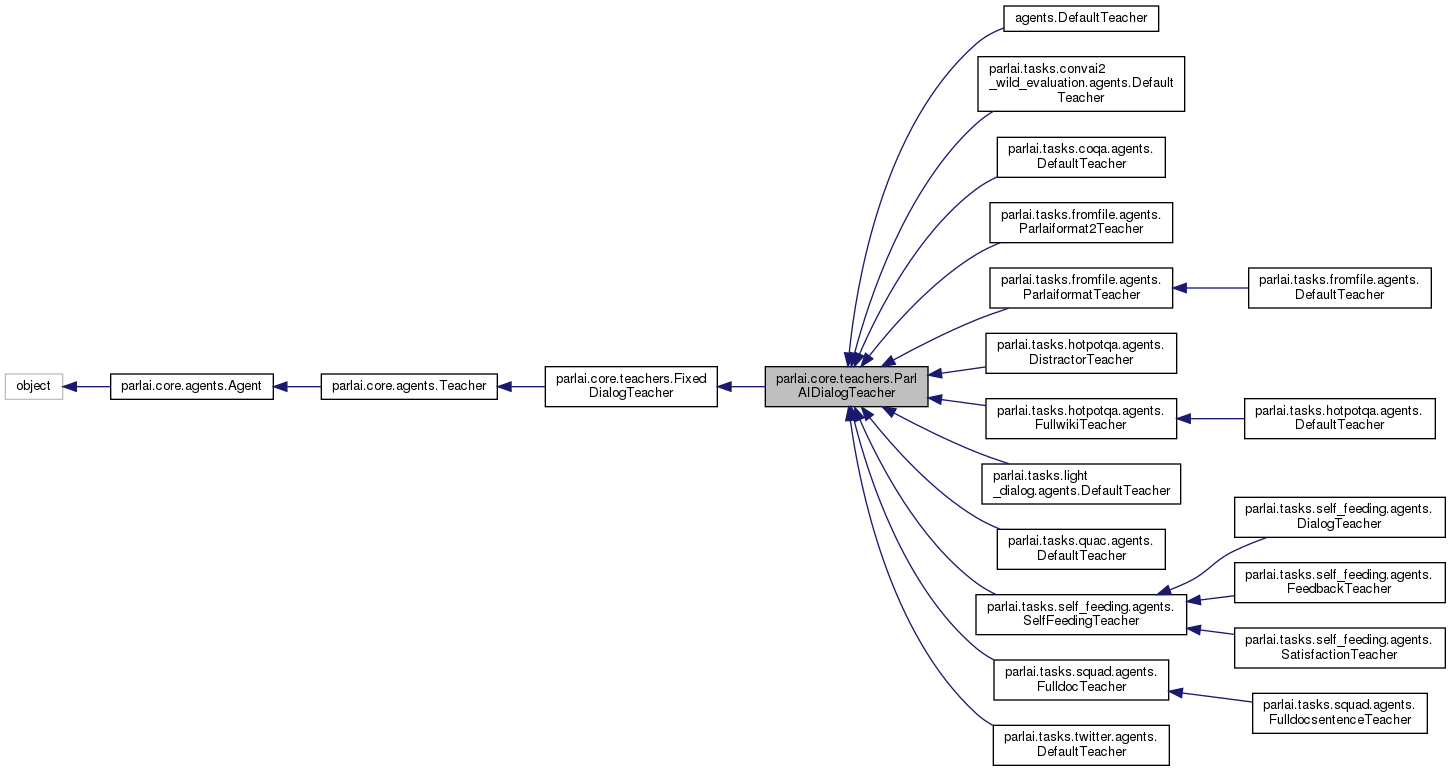 object
parlai.core.agents.Agent
parlai.core.agents.Teacher
parlai.core.teachers.Fixed
DialogTeacher
parlai.core.teachers.Parl
AIDialogTeacher
agents.DefaultTeacher
parlai.tasks.convai2
_wild_evaluation.agents.Default
Teacher
parlai.tasks.coqa.agents.
DefaultTeacher
parlai.tasks.fromfile.agents.
Parlaiformat2Teacher
parlai.tasks.fromfile.agents.
ParlaiformatTeacher
parlai.tasks.fromfile.agents.
DefaultTeacher
parlai.tasks.hotpotqa.agents.
DistractorTeacher
parlai.tasks.hotpotqa.agents.
FullwikiTeacher
parlai.tasks.hotpotqa.agents.
DefaultTeacher
parlai.tasks.light
_dialog.agents.DefaultTeacher
parlai.tasks.quac.agents.
DefaultTeacher
parlai.tasks.self_feeding.agents.
SelfFeedingTeacher
parlai.tasks.self_feeding.agents.
DialogTeacher
parlai.tasks.self_feeding.agents.
FeedbackTeacher
parlai.tasks.self_feeding.agents.
SatisfactionTeacher
parlai.tasks.squad.agents.
FulldocTeacher
parlai.tasks.squad.agents.
FulldocsentenceTeacher
parlai.tasks.twitter.agents.
DefaultTeacher